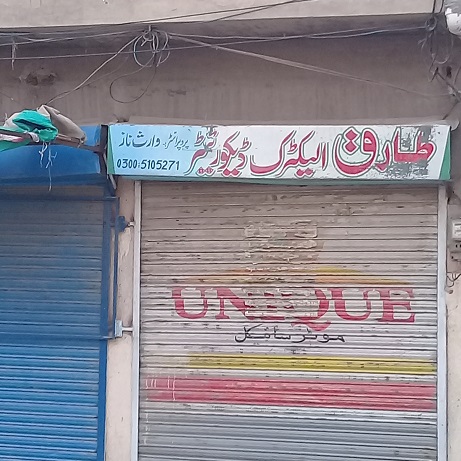 طارق الیکٹرک ڈیکوریٹر
پروپرائٹر: وارث ناز
0300:5105271
UNIQUE
موٹر سائیکل